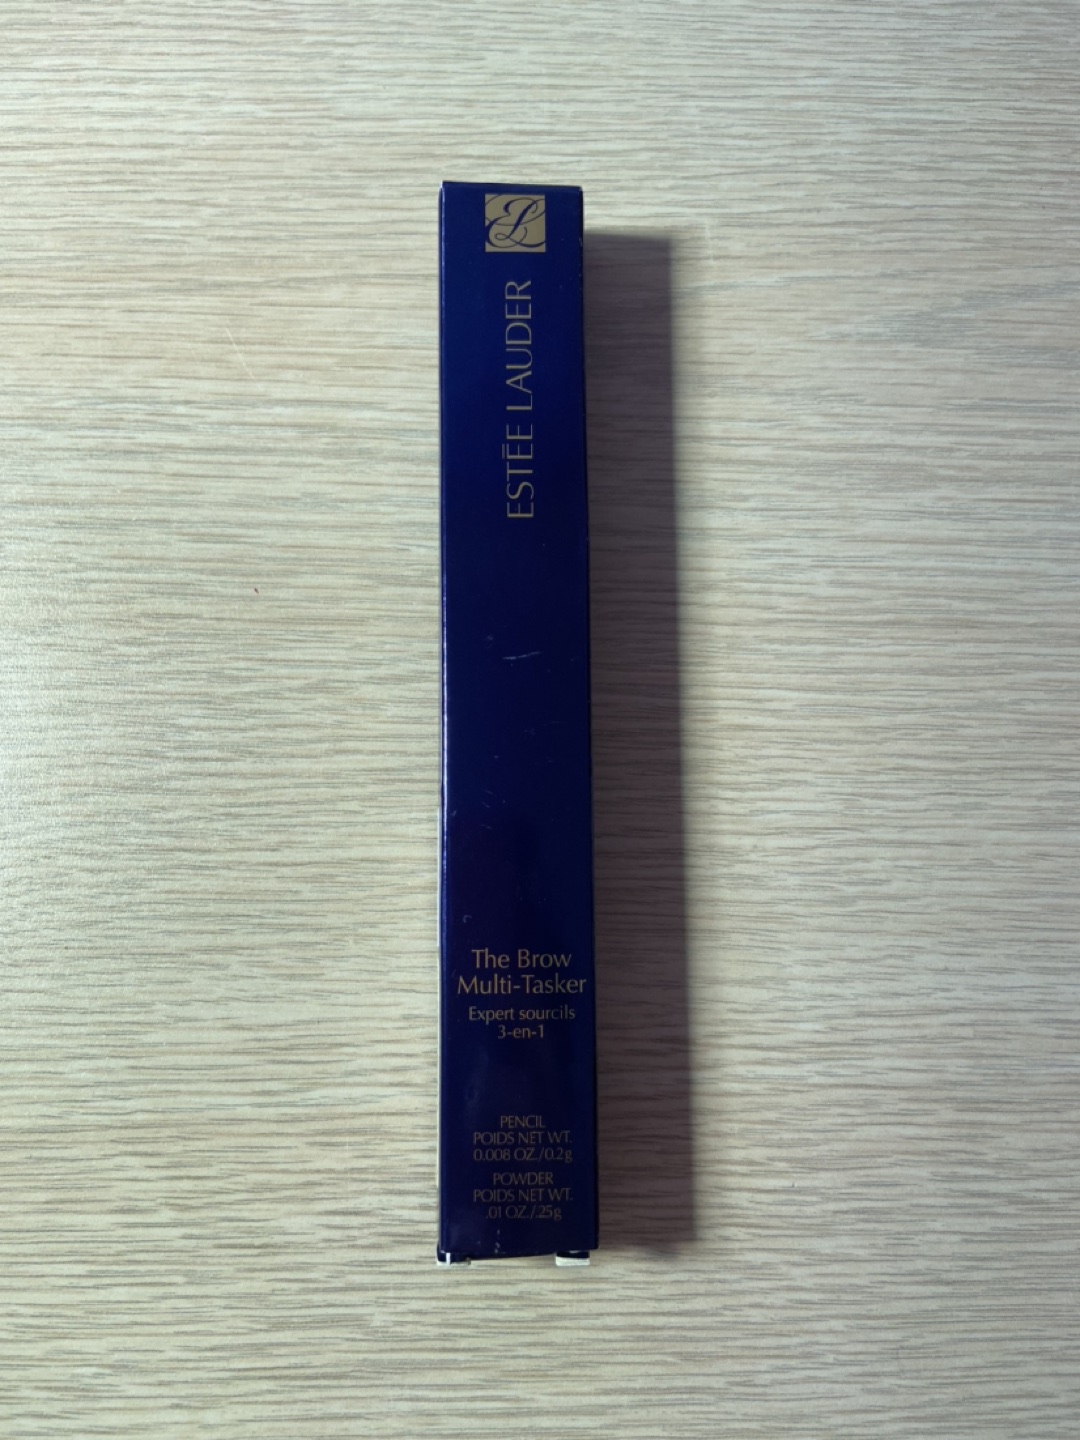 EL
ESTĒE LAUDER
The Brow
Multi-Tasker
Expert sourcils
3-en-1
PENCIL
POIDS NET WT.
0.008 OZ./0.2g
POWDER
POIDS NET WT.
.01 OZ./.25g